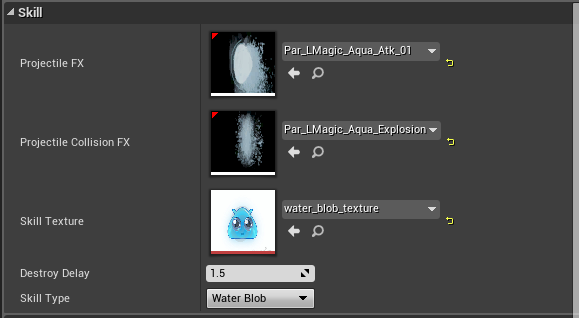 Skill
Projectile FX
Par_LMagic_Aqua_Atk_01
Projectile Collision FX
Par_LMagic_Aqua_Explosion
Skill Texture
water_blob_texture
Destroy Delay
1.5
Skill Type
Water Blob